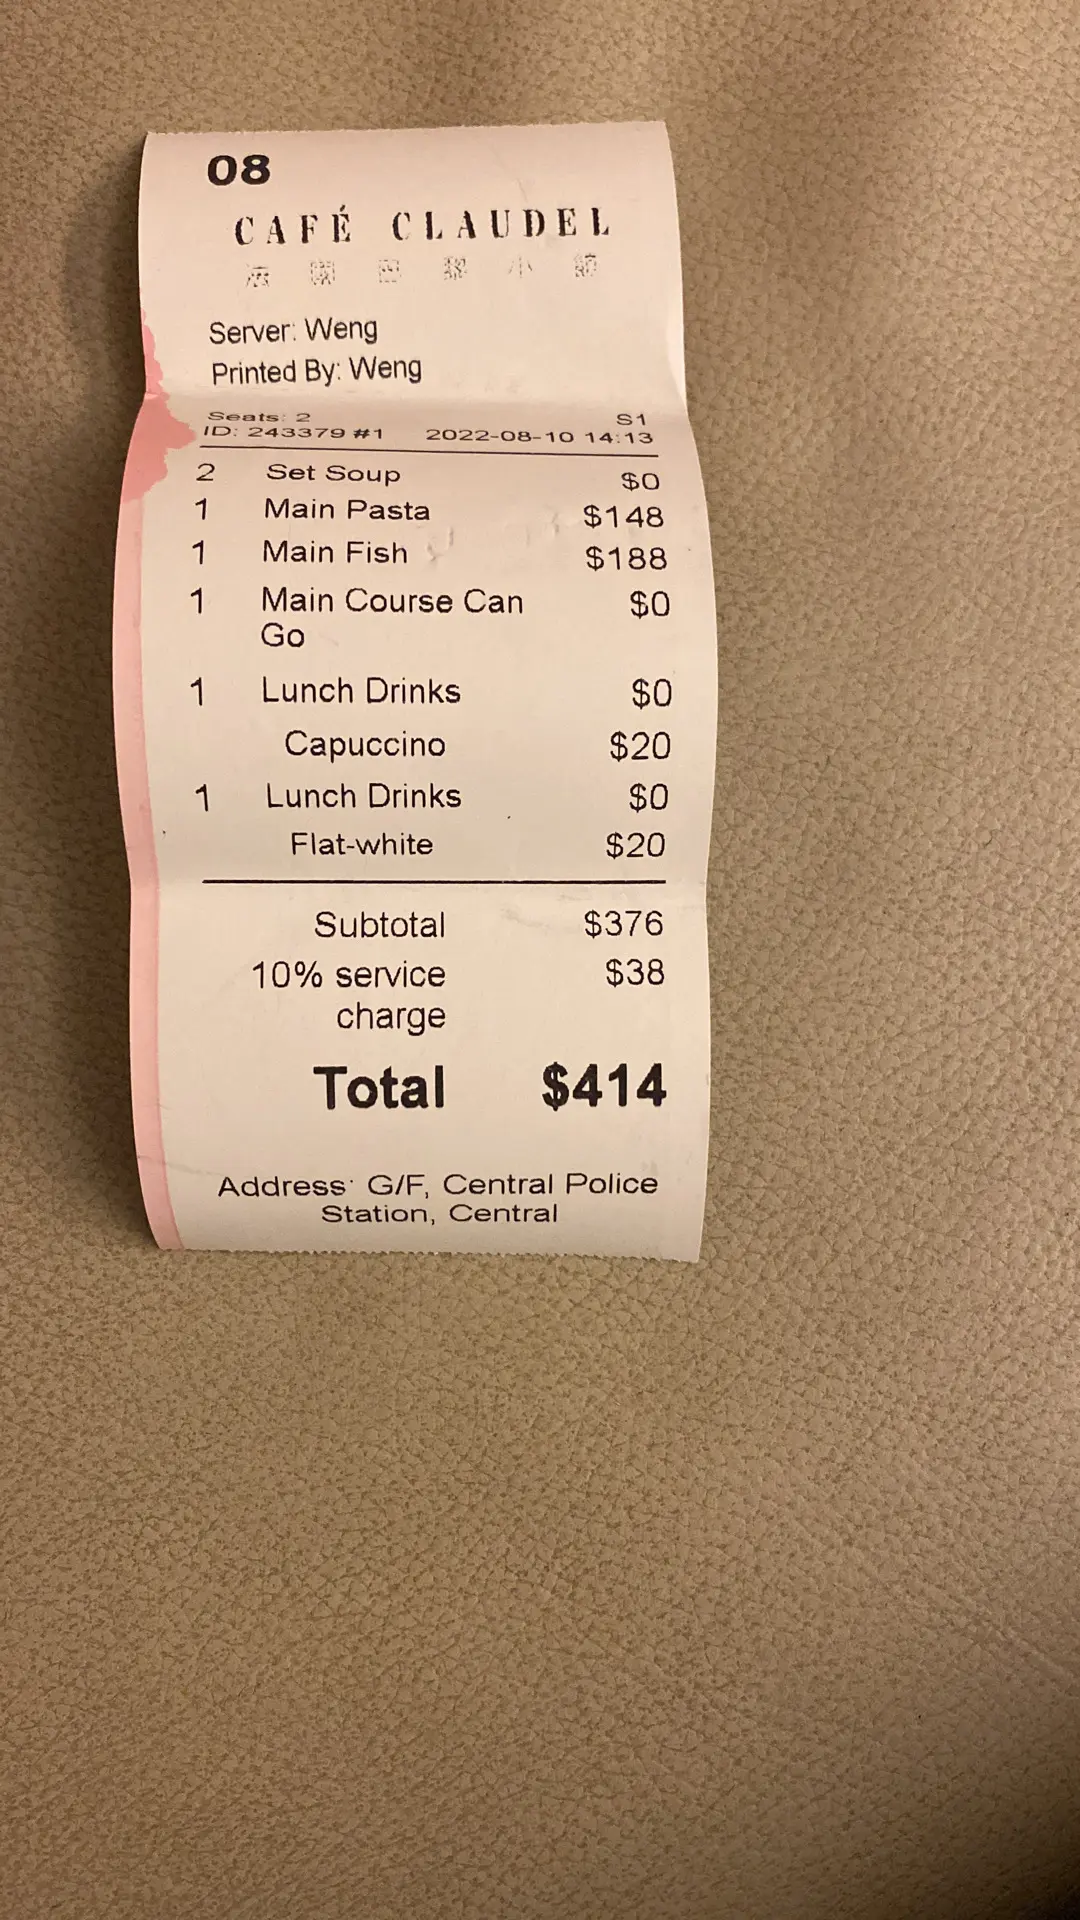 08
CAFÉ CLAUDEL
Server: Weng
Printed By: Weng
Seats: 2 S1
ID: 243379 #1 2022-08-10 14:13
2 Set Soup $0
1 Main Pasta $148
1 Main Fish $188
1 Main Course Can $0
Go
1 Lunch Drinks $0
Capuccino $20
1 Lunch Drinks $0
Flat-white $20
Subtotal $376
10% service $38
charge
Total $414
Address: G/F, Central Police
Station, Central